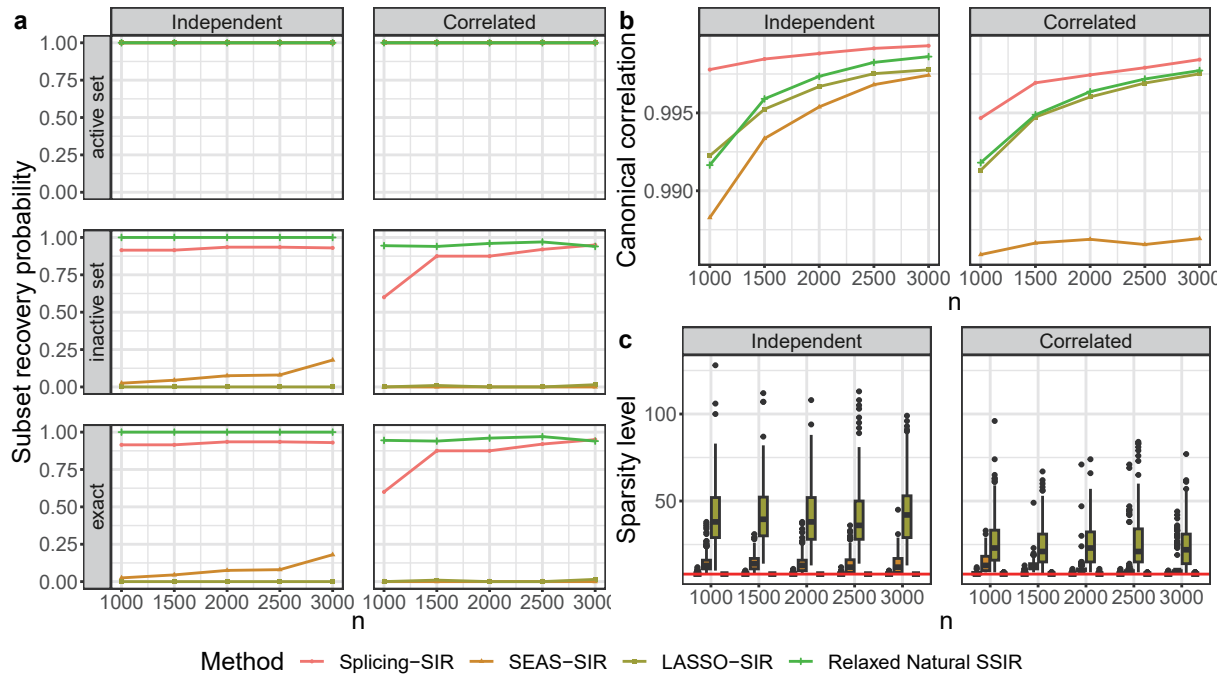 a
Independent
Correlated
Subset recovery probability
active set
1.00
0.75
0.50
0.25
0.00
inactive set
1.00
0.75
0.50
0.25
0.00
exact
1.00
0.75
0.50
0.25
0.00
1000 1500 2000 2500 3000
1000 1500 2000 2500 3000
n
b
Independent
Correlated
Canonical correlations
0.995
0.990
1000 1500 2000 2500 3000
1000 1500 2000 2500 3000
n
c
Independent
Correlated
Sparsity level
100
50
1000 1500 2000 2500 3000
1000 1500 2000 2500 3000
n
Method Splicing−SIR SEAS−SIR LASSO−SIR Relaxed Natural SSIR